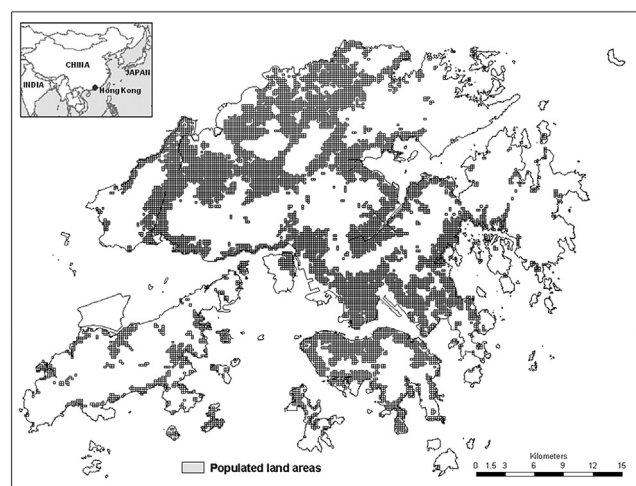 CHINA
JAPAN
INDIA
Hong Kong
Populated land areas
Kilometers
0 1.5 3 6 9 12 15